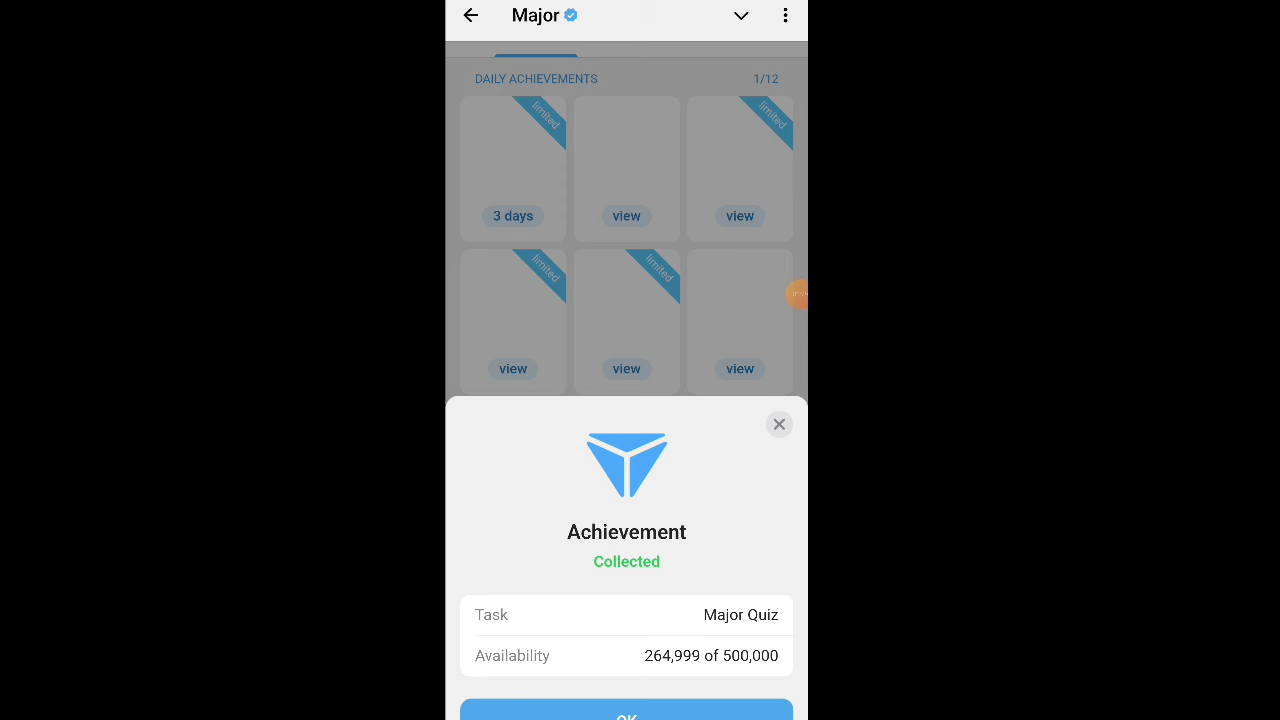 Major
DAILY ACHIEVEMENTS 1/12
limited
limited
3 days view view
limited
limited
view view view
Achievement
Collected
Task Major Quiz
Availability 264,999 of 500,000
OK